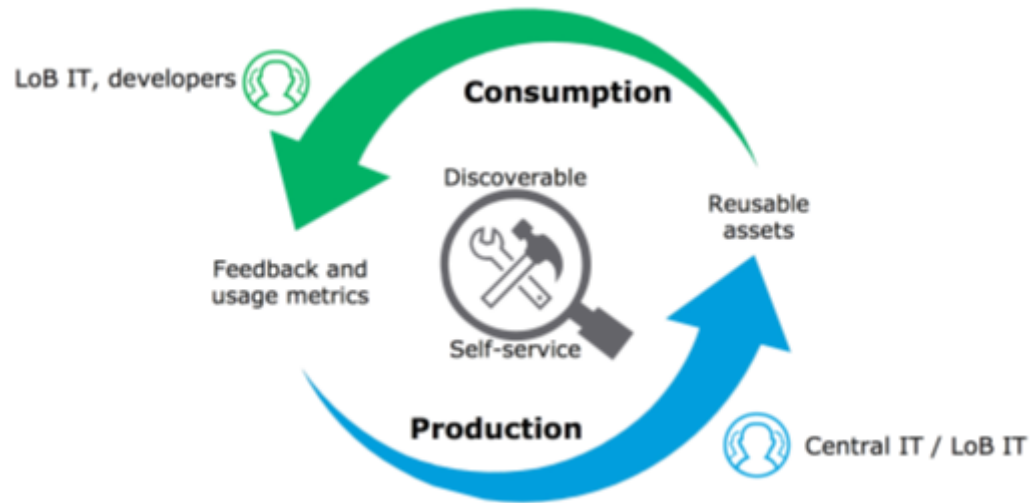 LoB IT, developers
Consumption
Discoverable
Reusable
assets
Feedback and
usage metrics
Self-service
Production
Central IT / LoB IT